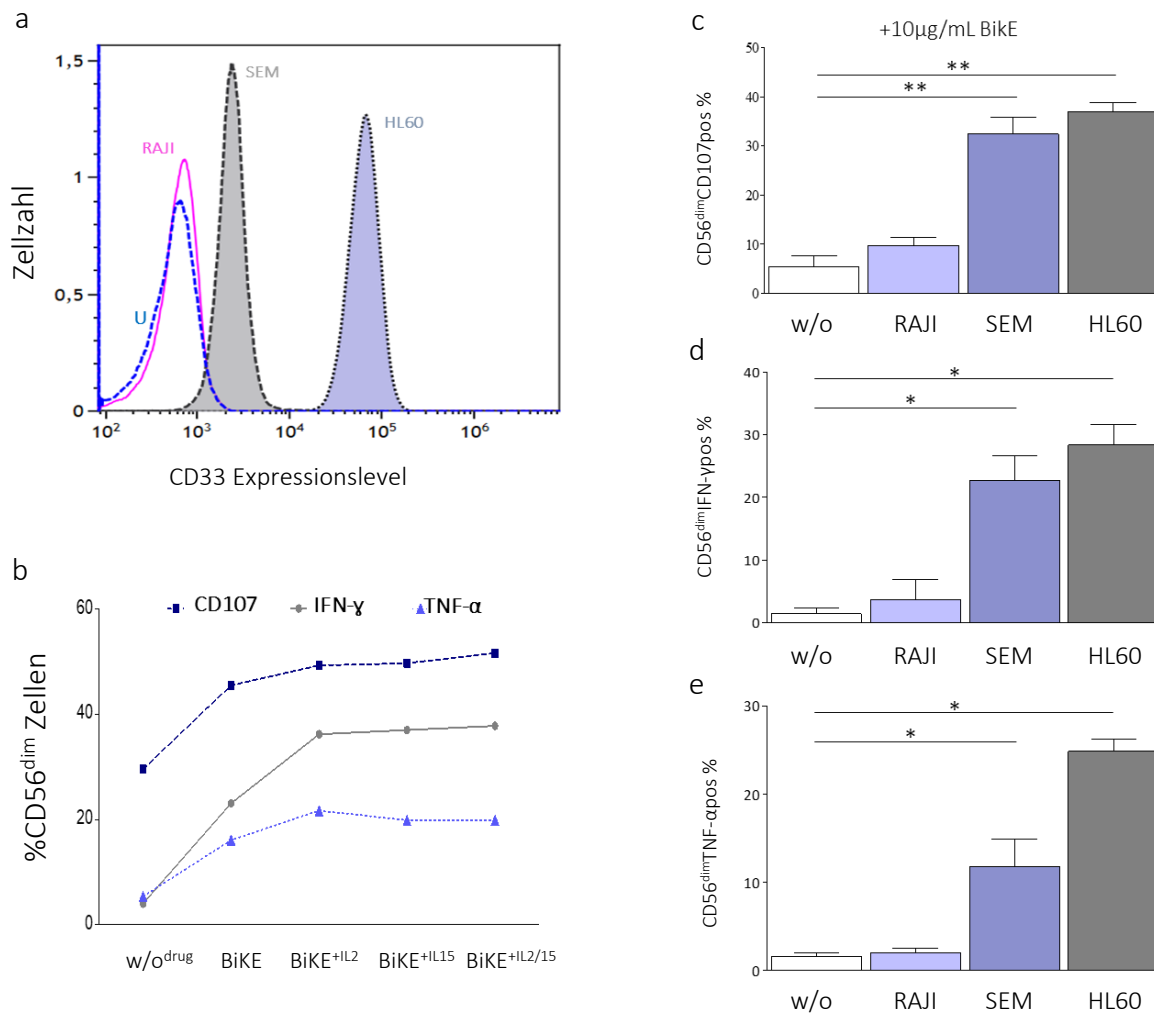 a
1,5
1
0,5
0
SEM
HL60
RAJI
U
Zellzahl
10² 10³ 10⁴ 10⁵ 10⁶
CD33 Expressionslevel
b
CD107 IFN-ɣ TNF-α
60
40
20
0
%CD56ᵈⁱᵐ Zellen
w/oᵈʳᵘᵍ BiKE BiKE⁺ᴵᴸ² BiKE⁺ᴵᴸ¹⁵ BiKE⁺ᴵᴸ²ᐟ¹⁵
c
+10µg/mL BikE
50
40
30
20
10
0
CD56ᵈⁱᵐCD107pos %
**
**
w/o RAJI SEM HL60
d
40
30
20
10
0
CD56ᵈⁱᵐIFN-γpos %
*
*
w/o RAJI SEM HL60
e
30
20
10
0
CD56ᵈⁱᵐTNF-αpos %
*
*
w/o RAJI SEM HL60